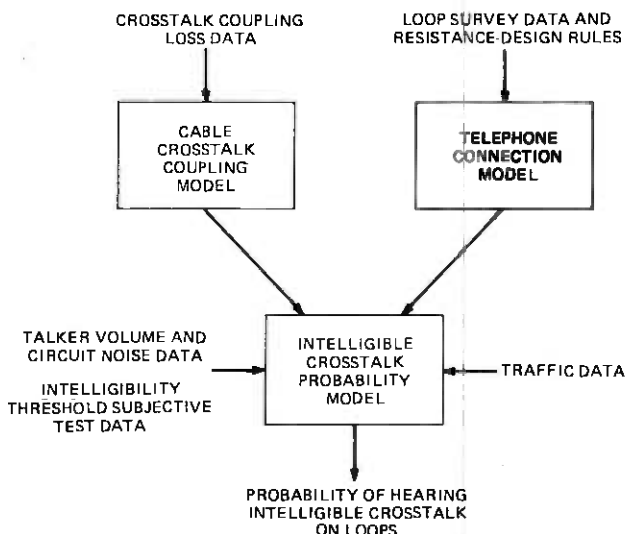 CROSSTALK COUPLING
LOSS DATA
LOOP SURVEY DATA AND
RESISTANCE-DESIGN RULES
CABLE
CROSSTALK
COUPLING
MODEL
TELEPHONE
CONNECTION
MODEL
TALKER VOLUME AND
CIRCUIT NOISE DATA
INTELLIGIBILITY
THRESHOLD SUBJECTIVE
TEST DATA
INTELLIGIBLE
CROSSTALK
PROBABILITY
MODEL
TRAFFIC DATA
PROBABILITY OF HEARING
INTELLIGIBLE CROSSTALK
ON LOOPS